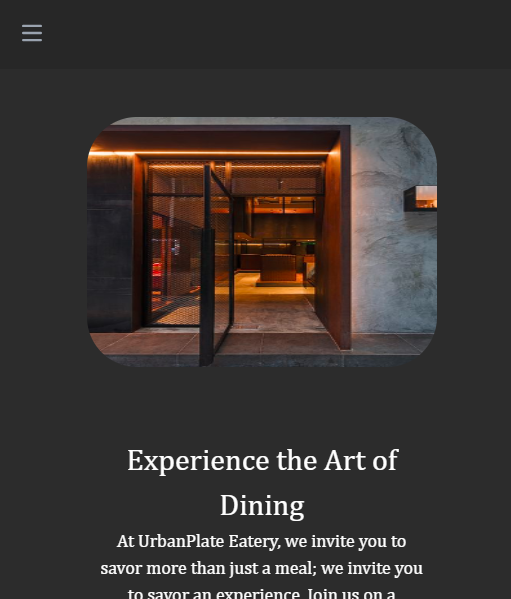 Experience the Art of
Dining
At UrbanPlate Eatery, we invite you to
savor more than just a meal; we invite you
to savor an experience. Join us on a